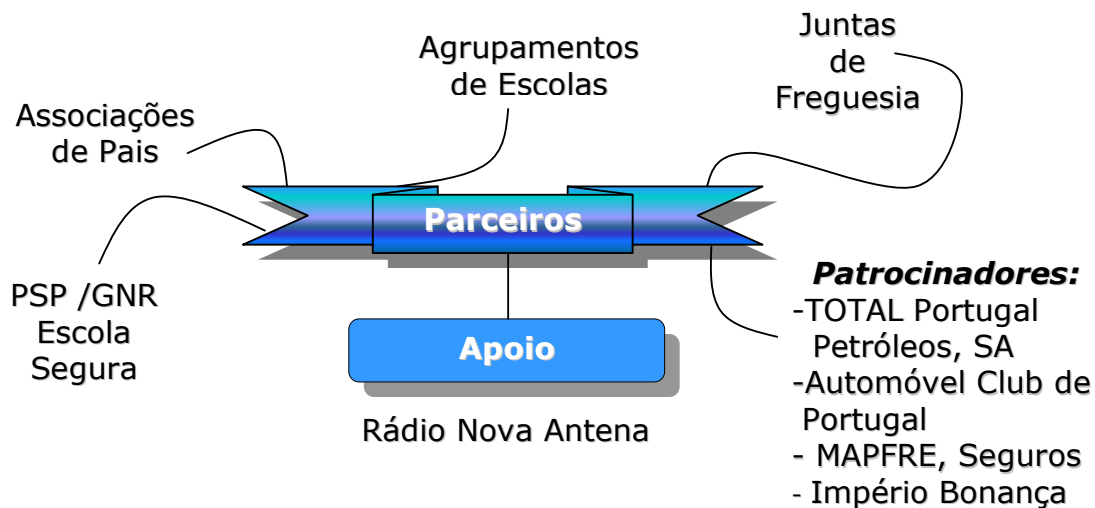 Agrupamentos
de Escolas
Juntas
de
Freguesia
Associações
de Pais
Parceiros
PSP /GNR
Escola
Segura
Patrocinadores:
-TOTAL Portugal
Petróleos, SA
-Automóvel Club de
Portugal
- MAPFRE, Seguros
- Império Bonança
Apoio
Rádio Nova Antena